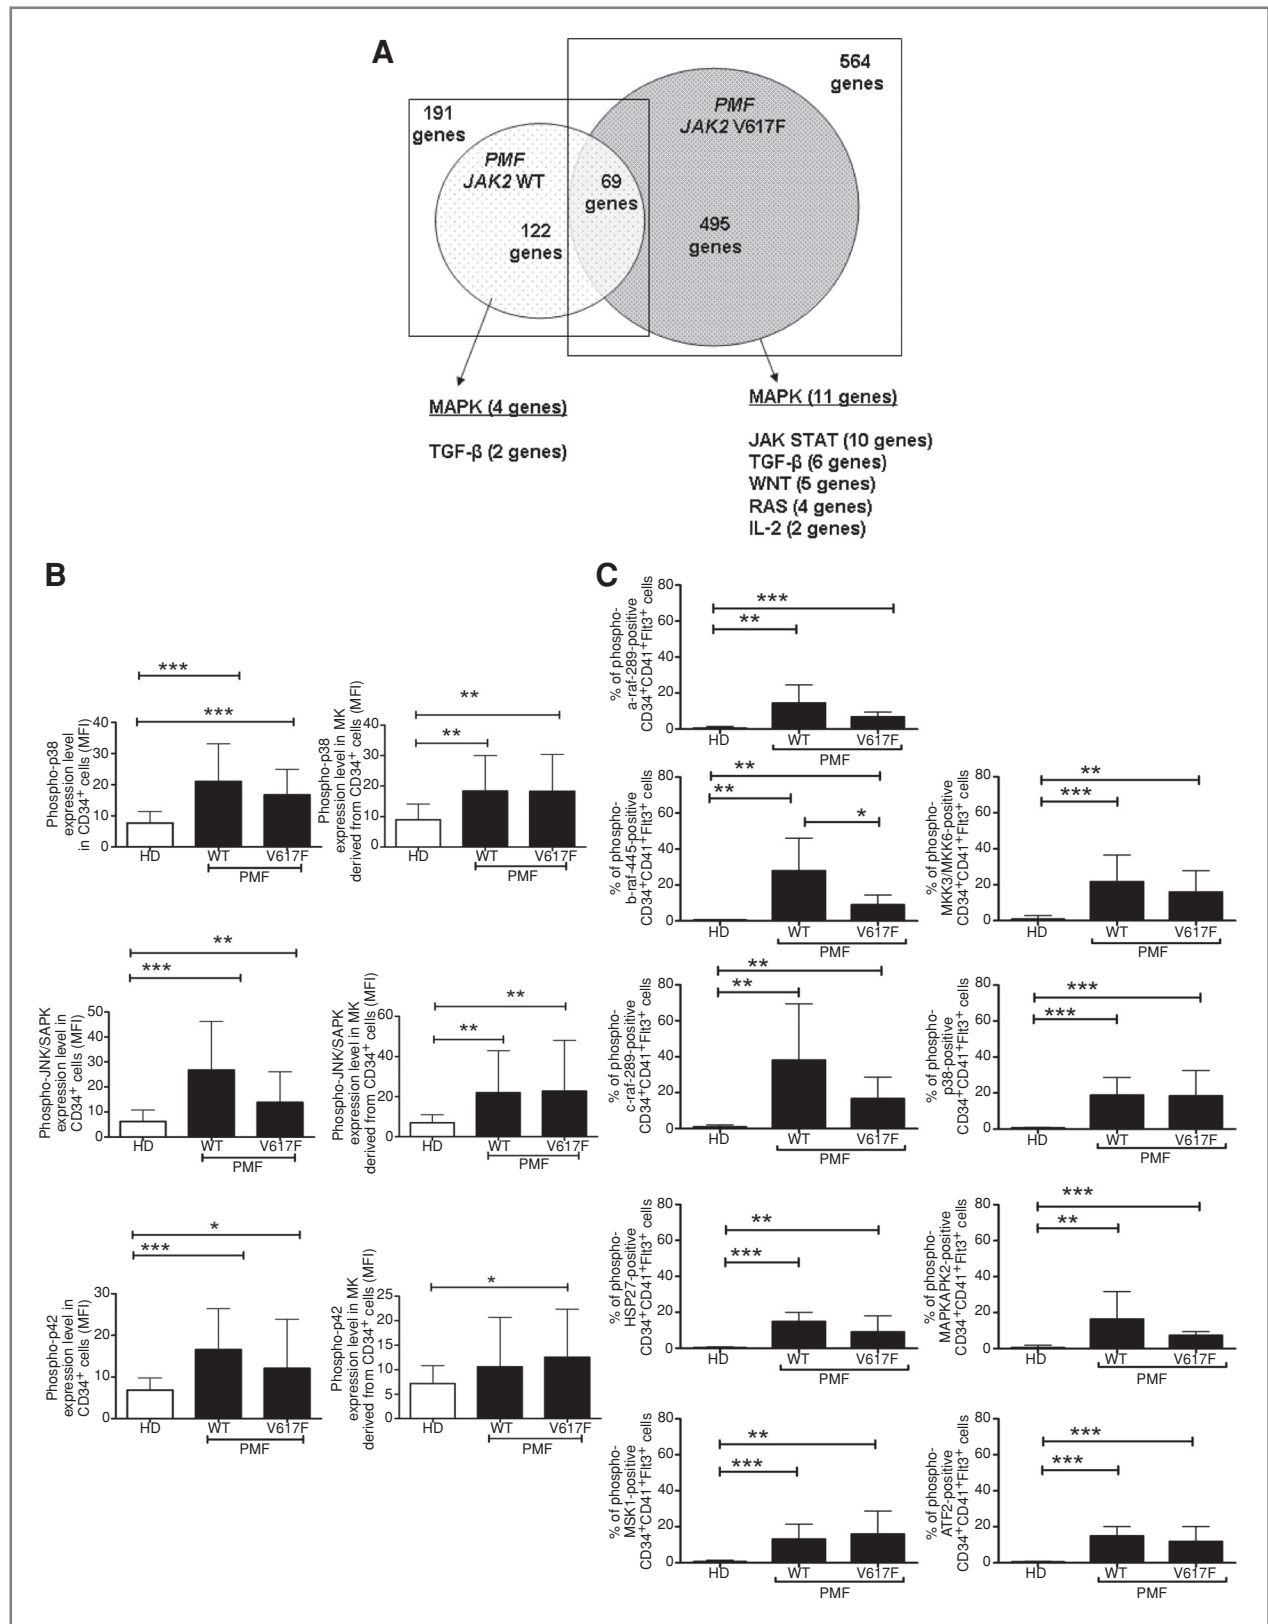 A
191
genes
PMF
JAK2 WT
122
genes
69
genes
PMF
JAK2 V617F
495
genes
564
genes
MAPK (4 genes)
TGF-β (2 genes)
MAPK (11 genes)
JAK STAT (10 genes)
TGF-β (6 genes)
WNT (5 genes)
RAS (4 genes)
IL-2 (2 genes)
B
Phospho-p38
expression level
in CD34+ cells (MFI)
40
30
20
10
0
***
***
HD
WT
V617F
PMF
Phospho-p38
expression level in MK
derived from CD34+ cells (MFI)
40
30
20
10
0
**
**
HD
WT
V617F
PMF
Phospho-JNK/SAPK
expression level in
CD34+ cells (MFI)
50
40
30
20
10
0
**
***
HD
WT
V617F
PMF
Phospho-JNK/SAPK
expression level in MK
derived from CD34+ cells (MFI)
60
40
20
0
**
**
HD
WT
V617F
PMF
Phospho-p42
expression level in
CD34+ cells (MFI)
30
20
10
0
*
***
HD
WT
V617F
PMF
Phospho-p42
expression level in MK
derived from CD34+ cells (MFI)
25
20
15
10
5
0
*
HD
WT
V617F
PMF
C
% of phospho-
a-raf-289-positive
CD34+CD41+Flt3+ cells
80
60
40
20
0
***
**
HD
WT
V617F
PMF
% of phospho-
b-raf-445-positive
CD34+CD41+Flt3+ cells
80
60
40
20
0
**
**
*
HD
WT
V617F
PMF
% of phospho-
MKK3/MKK6-positive
CD34+CD41+Flt3+ cells
80
60
40
20
0
**
***
HD
WT
V617F
PMF
% of phospho-
c-raf-289-positive
CD34+CD41+Flt3+ cells
80
60
40
20
0
**
**
HD
WT
V617F
PMF
% of phospho-
p38-positive
CD34+CD41+Flt3+ cells
80
60
40
20
0
***
***
HD
WT
V617F
PMF
% of phospho-
HSP27-positive
CD34+CD41+Flt3+ cells
80
60
40
20
0
**
***
HD
WT
V617F
PMF
% of phospho-
MAPKAPK2-positive
CD34+CD41+Flt3+ cells
80
60
40
20
0
***
**
HD
WT
V617F
PMF
% of phospho-
MSK1-positive
CD34+CD41+Flt3+ cells
80
60
40
20
0
**
***
HD
WT
V617F
PMF
% of phospho-
ATF2-positive
CD34+CD41+Flt3+ cells
80
60
40
20
0
***
***
HD
WT
V617F
PMF